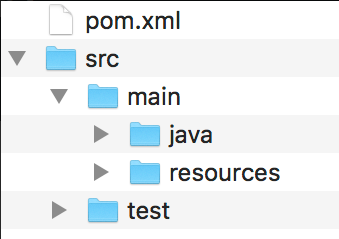 pom.xml
src
main
java
resources
test